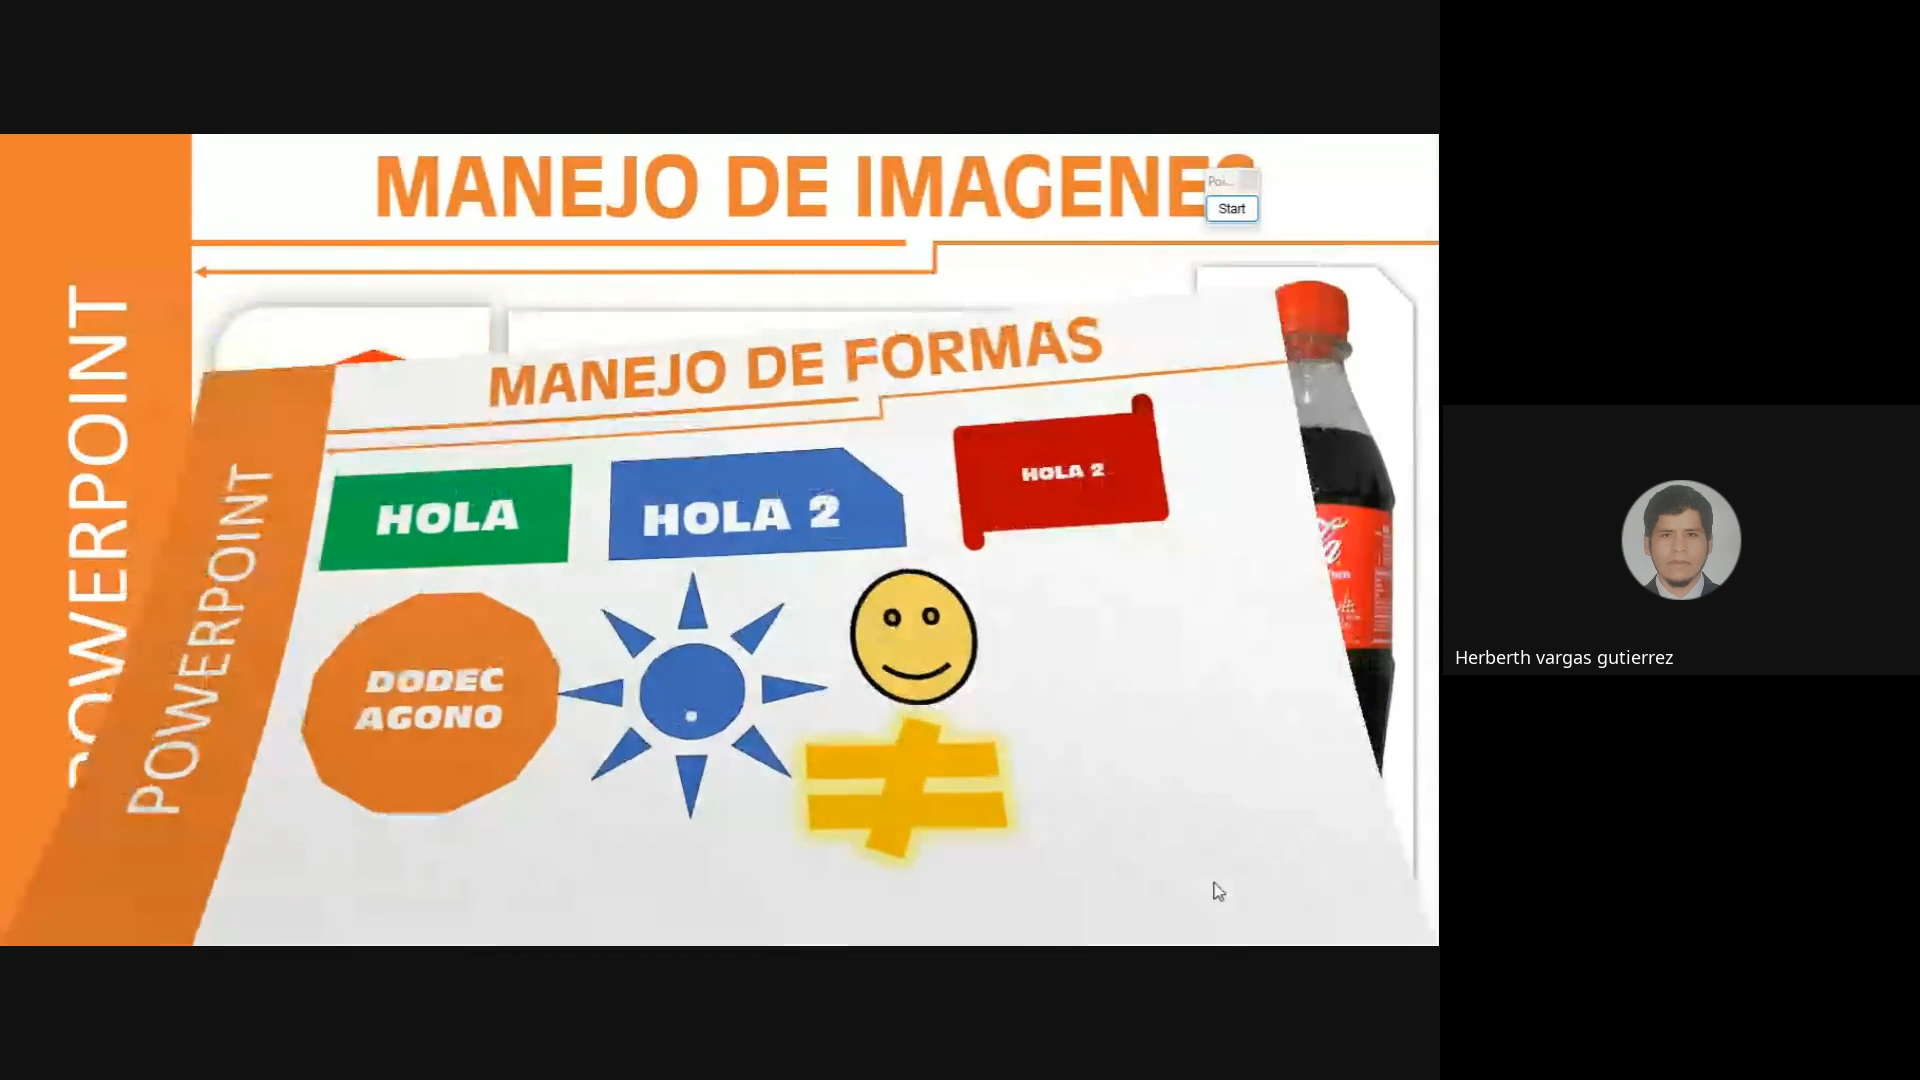 MANEJO DE IMAGENES
Poi...
Start
POWERPOINT
MANEJO DE FORMAS
POWERPOINT
HOLA
HOLA 2
HOLA 2
DODEC
AGONO
Herberth vargas gutierrez